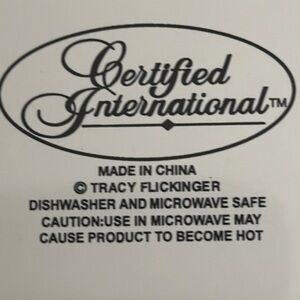 Certified
International™
MADE IN CHINA
© TRACY FLICKINGER
DISHWASHER AND MICROWAVE SAFE
CAUTION:USE IN MICROWAVE MAY
CAUSE PRODUCT TO BECOME HOT